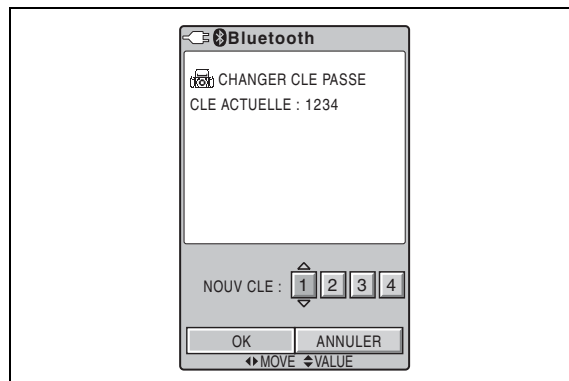 Bluetooth
CHANGER CLE PASSE
CLE ACTUELLE : 1234
NOUV CLE : 1 2 3 4
OK ANNULER
MOVE VALUE